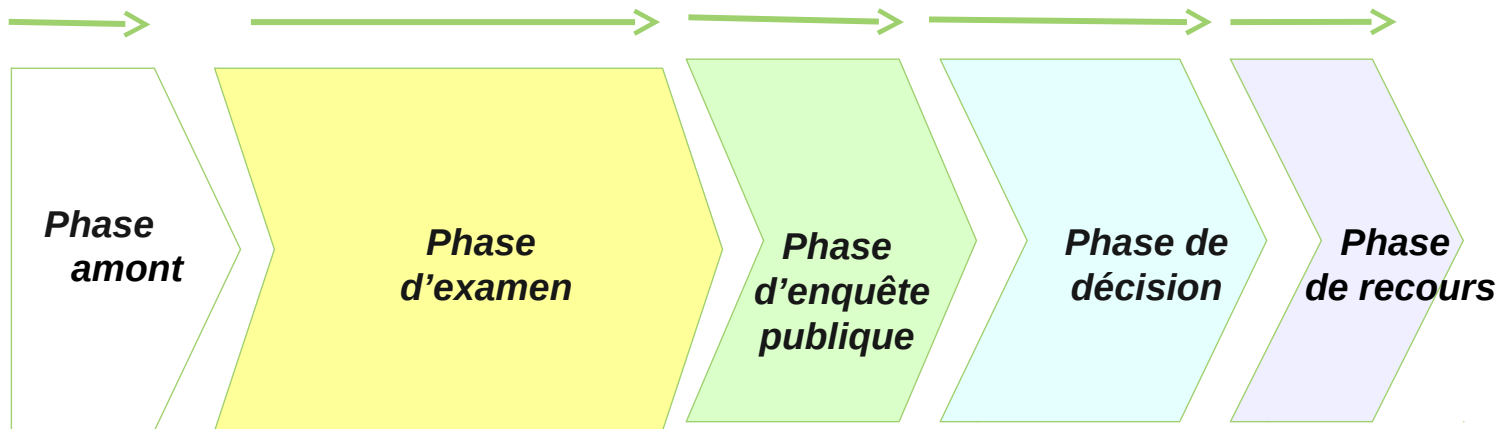 Phase
amont
Phase
d’examen
Phase
d’enquête
publique
Phase de
décision
Phase
de recours